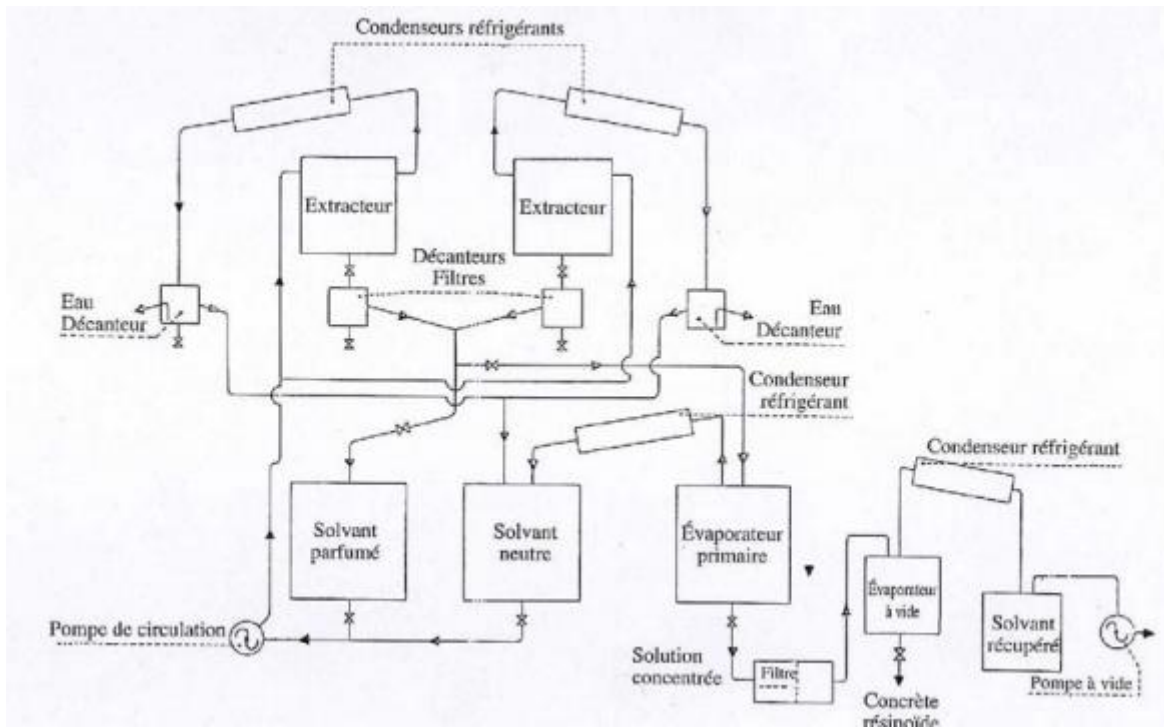 Condenseurs réfrigérants
Extracteur
Extracteur
Décanteurs
Filtres
Eau
Décanteur
Eau
Décanteur
Condenseur
réfrigérant
Condenseur réfrigérant
Solvant
parfumé
Solvant
neutre
Évaporateur
primaire
Évaporateur
à vide
Solvant
récupéré
Pompe de circulation
Solution
concentrée
Filtre
Pompe à vide
Concrète
résinoïde